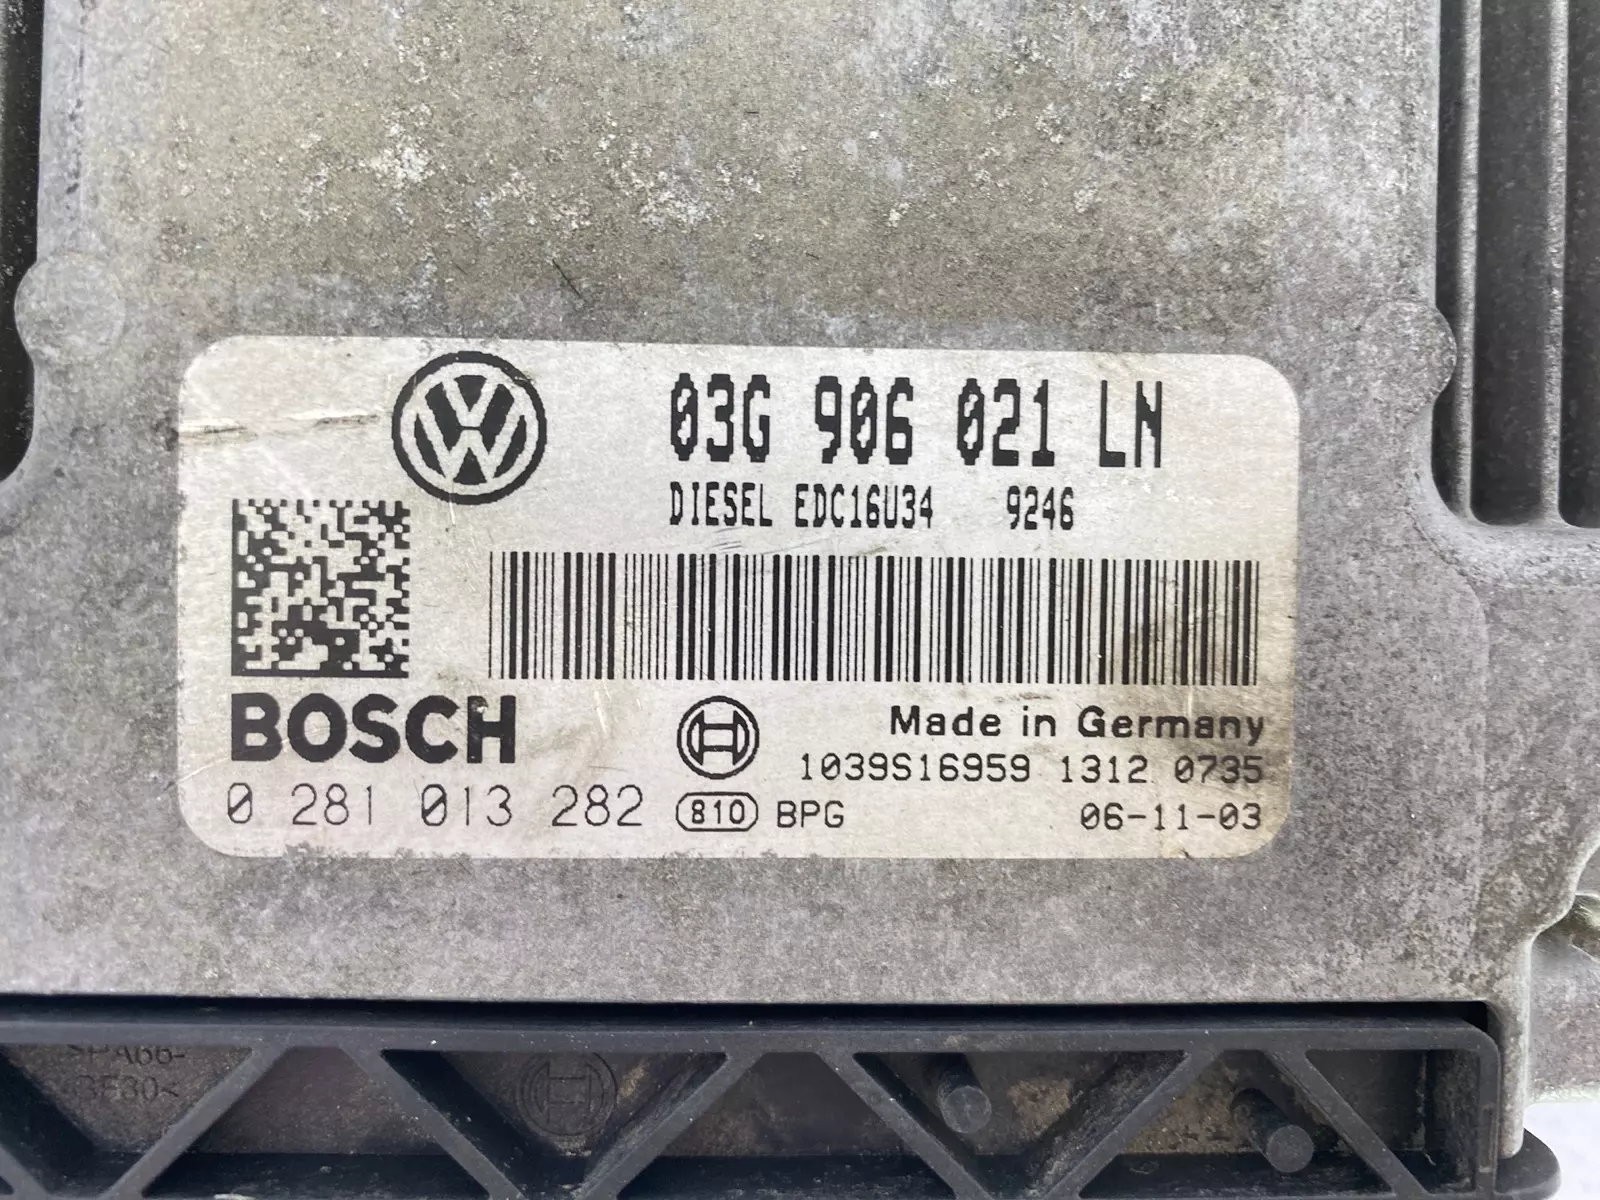 03G 906 021 LN
DIESEL EDC16U34 9246
BOSCH
Made in Germany
1039S16959 1312 0735
0 281 013 282
810 BPG
06-11-03
PA66-